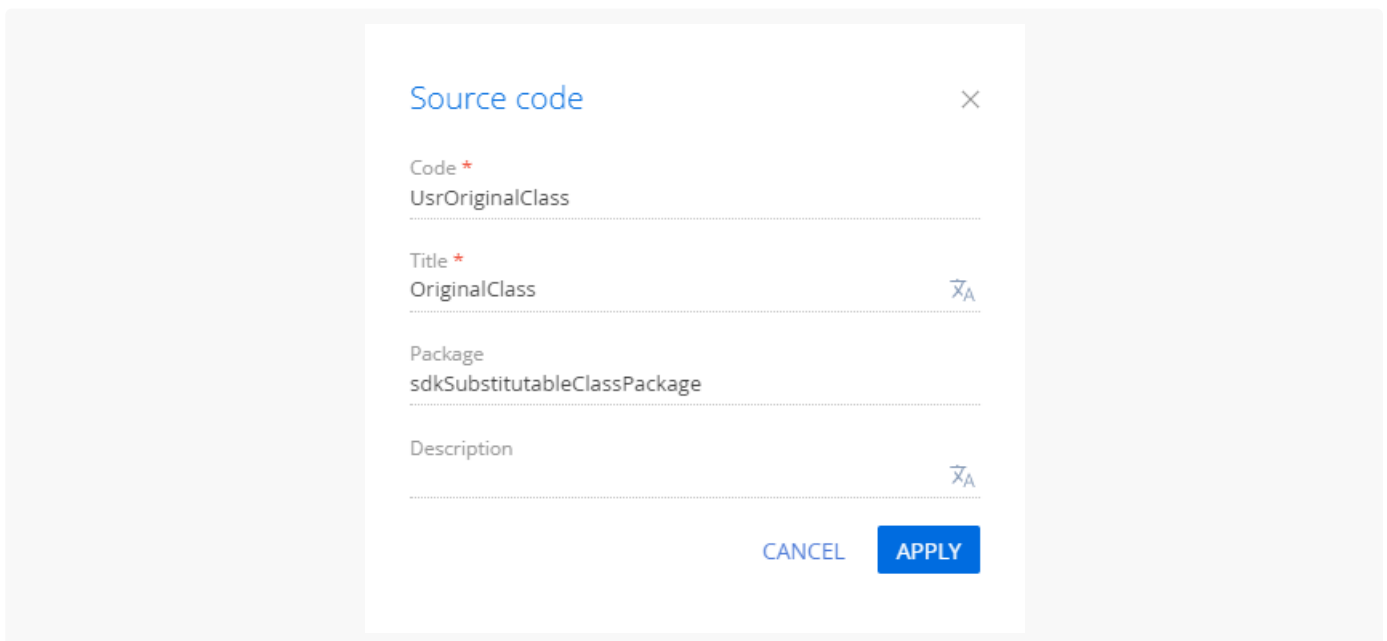 Source code
Code *
UsrOriginalClass
Title *
OriginalClass
Package
sdkSubstitutableClassPackage
Description
CANCEL APPLY